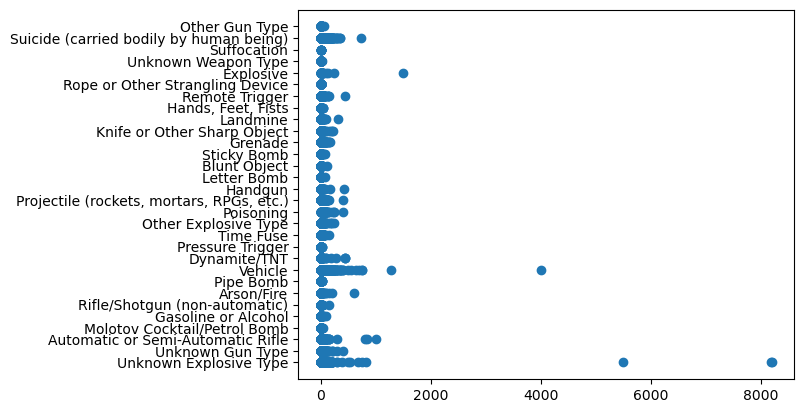 Other Gun Type
Suicide (carried bodily by human being)
Suffocation
Unknown Weapon Type
Explosive
Rope or Other Strangling Device
Remote Trigger
Hands, Feet, Fists
Landmine
Knife or Other Sharp Object
Grenade
Sticky Bomb
Blunt Object
Letter Bomb
Handgun
Projectile (rockets, mortars, RPGs, etc.)
Poisoning
Other Explosive Type
Time Fuse
Pressure Trigger
Dynamite/TNT
Vehicle
Pipe Bomb
Arson/Fire
Rifle/Shotgun (non-automatic)
Gasoline or Alcohol
Molotov Cocktail/Petrol Bomb
Automatic or Semi-Automatic Rifle
Unknown Gun Type
Unknown Explosive Type
0 2000 4000 6000 8000